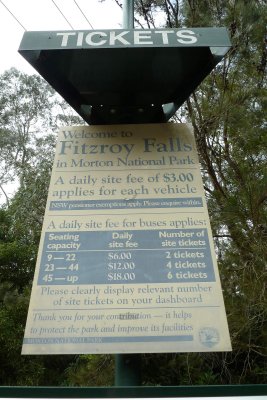 TICKETS
Welcome to
Fitzroy Falls
in Morton National Park
A daily site fee of $3.00
applies for each vehicle
NSW pensioner exemptions apply. Please enquire within.
A daily site fee for buses applies:
Seating Daily Number of
capacity site fee site tickets
9 — 22 $6.00 2 tickets
23 — 44 $12.00 4 tickets
45 — up $18.00 6 tickets
Please clearly display relevant number
of site tickets on your dashboard
Thank you for your contribution — it helps
to protect the park and improve its facilities
MORTON NATIONAL PARK